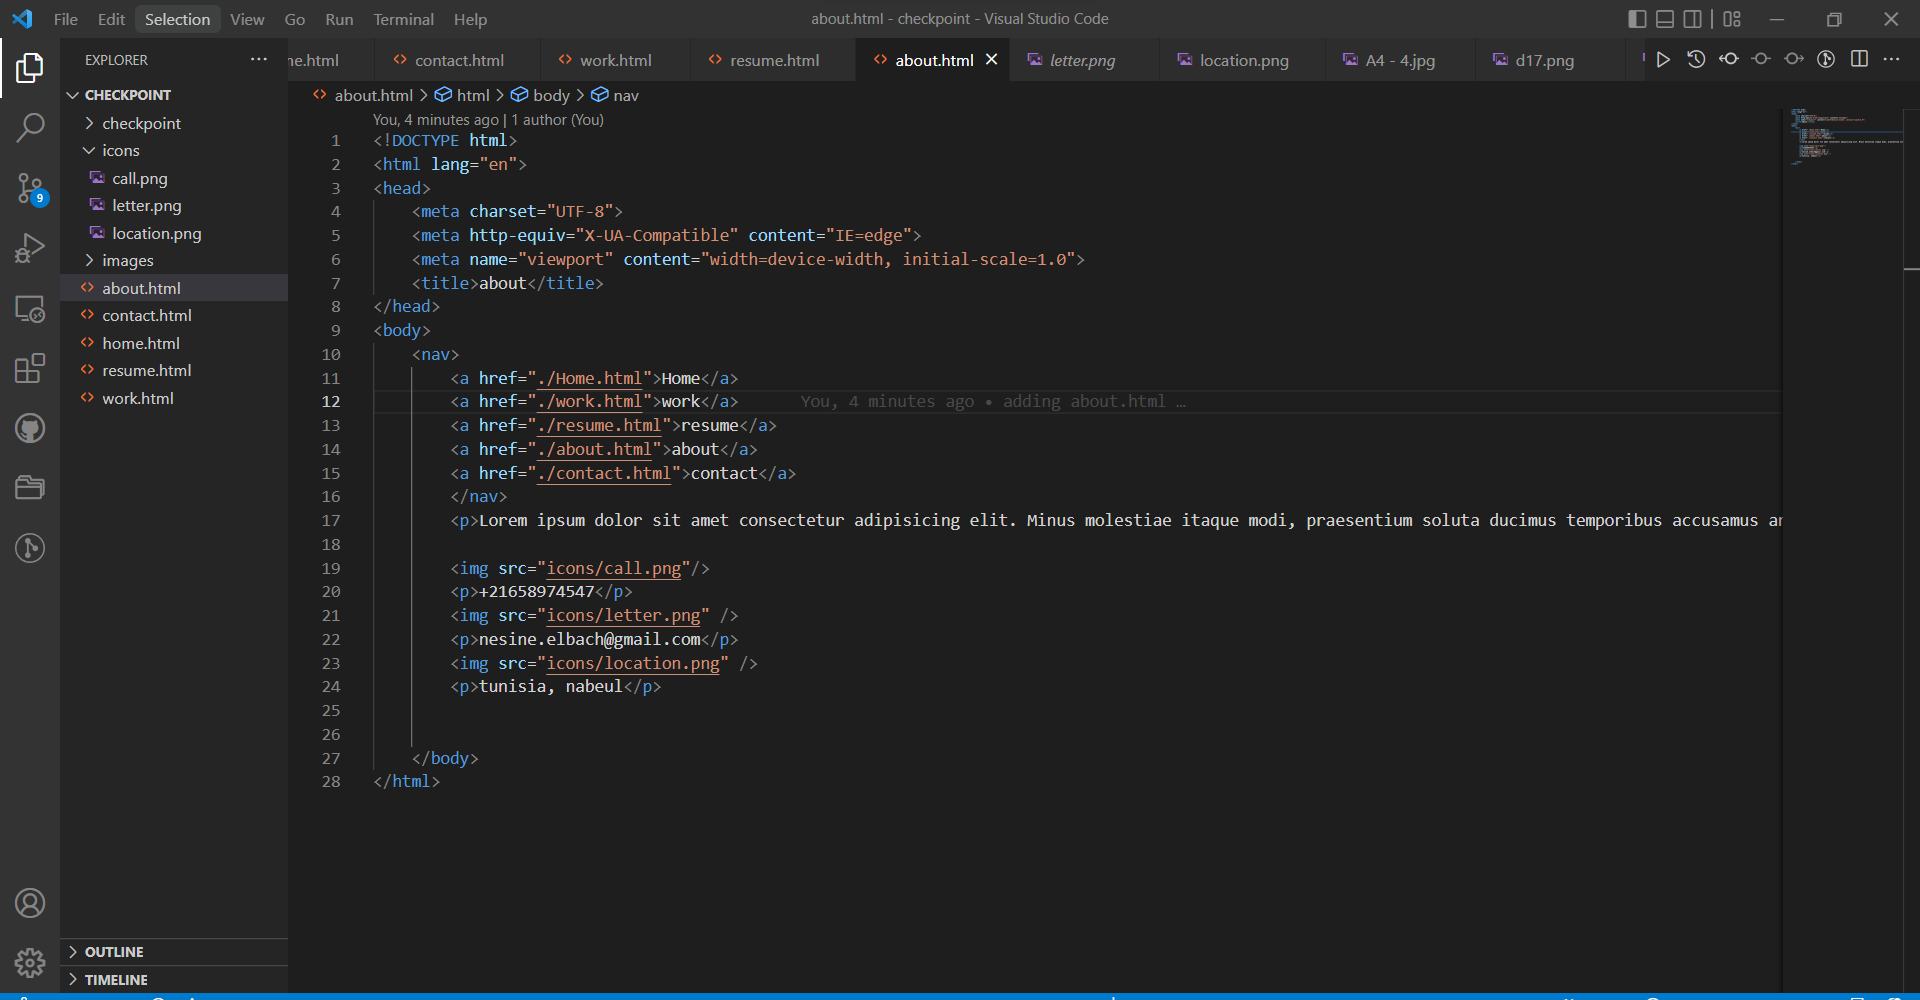 File Edit Selection View Go Run Terminal Help about.html - checkpoint - Visual Studio Code
EXPLORER
ne.html contact.html work.html resume.html about.html letter.png location.png A4 - 4.jpg d17.png
CHECKPOINT
checkpoint
icons
call.png
letter.png
location.png
images
about.html
contact.html
home.html
resume.html
work.html
OUTLINE
TIMELINE
9
about.html > html > body > nav
You, 4 minutes ago | 1 author (You)
1 <!DOCTYPE html>
2 <html lang="en">
3 <head>
4 <meta charset="UTF-8">
5 <meta http-equiv="X-UA-Compatible" content="IE=edge">
6 <meta name="viewport" content="width=device-width, initial-scale=1.0">
7 <title>about</title>
8 </head>
9 <body>
10 <nav>
11 <a href="./Home.html">Home</a>
12 <a href="./work.html">work</a> You, 4 minutes ago • adding about.html …
13 <a href="./resume.html">resume</a>
14 <a href="./about.html">about</a>
15 <a href="./contact.html">contact</a>
16 </nav>
17 <p>Lorem ipsum dolor sit amet consectetur adipisicing elit. Minus molestiae itaque modi, praesentium soluta ducimus temporibus accusamus
18
19 <img src="icons/call.png"/>
20 <p>+21658974547</p>
21 <img src="icons/letter.png" />
22 <p>nesine.elbach@gmail.com</p>
23 <img src="icons/location.png" />
24 <p>tunisia, nabeul</p>
25
26
27 </body>
28 </html>